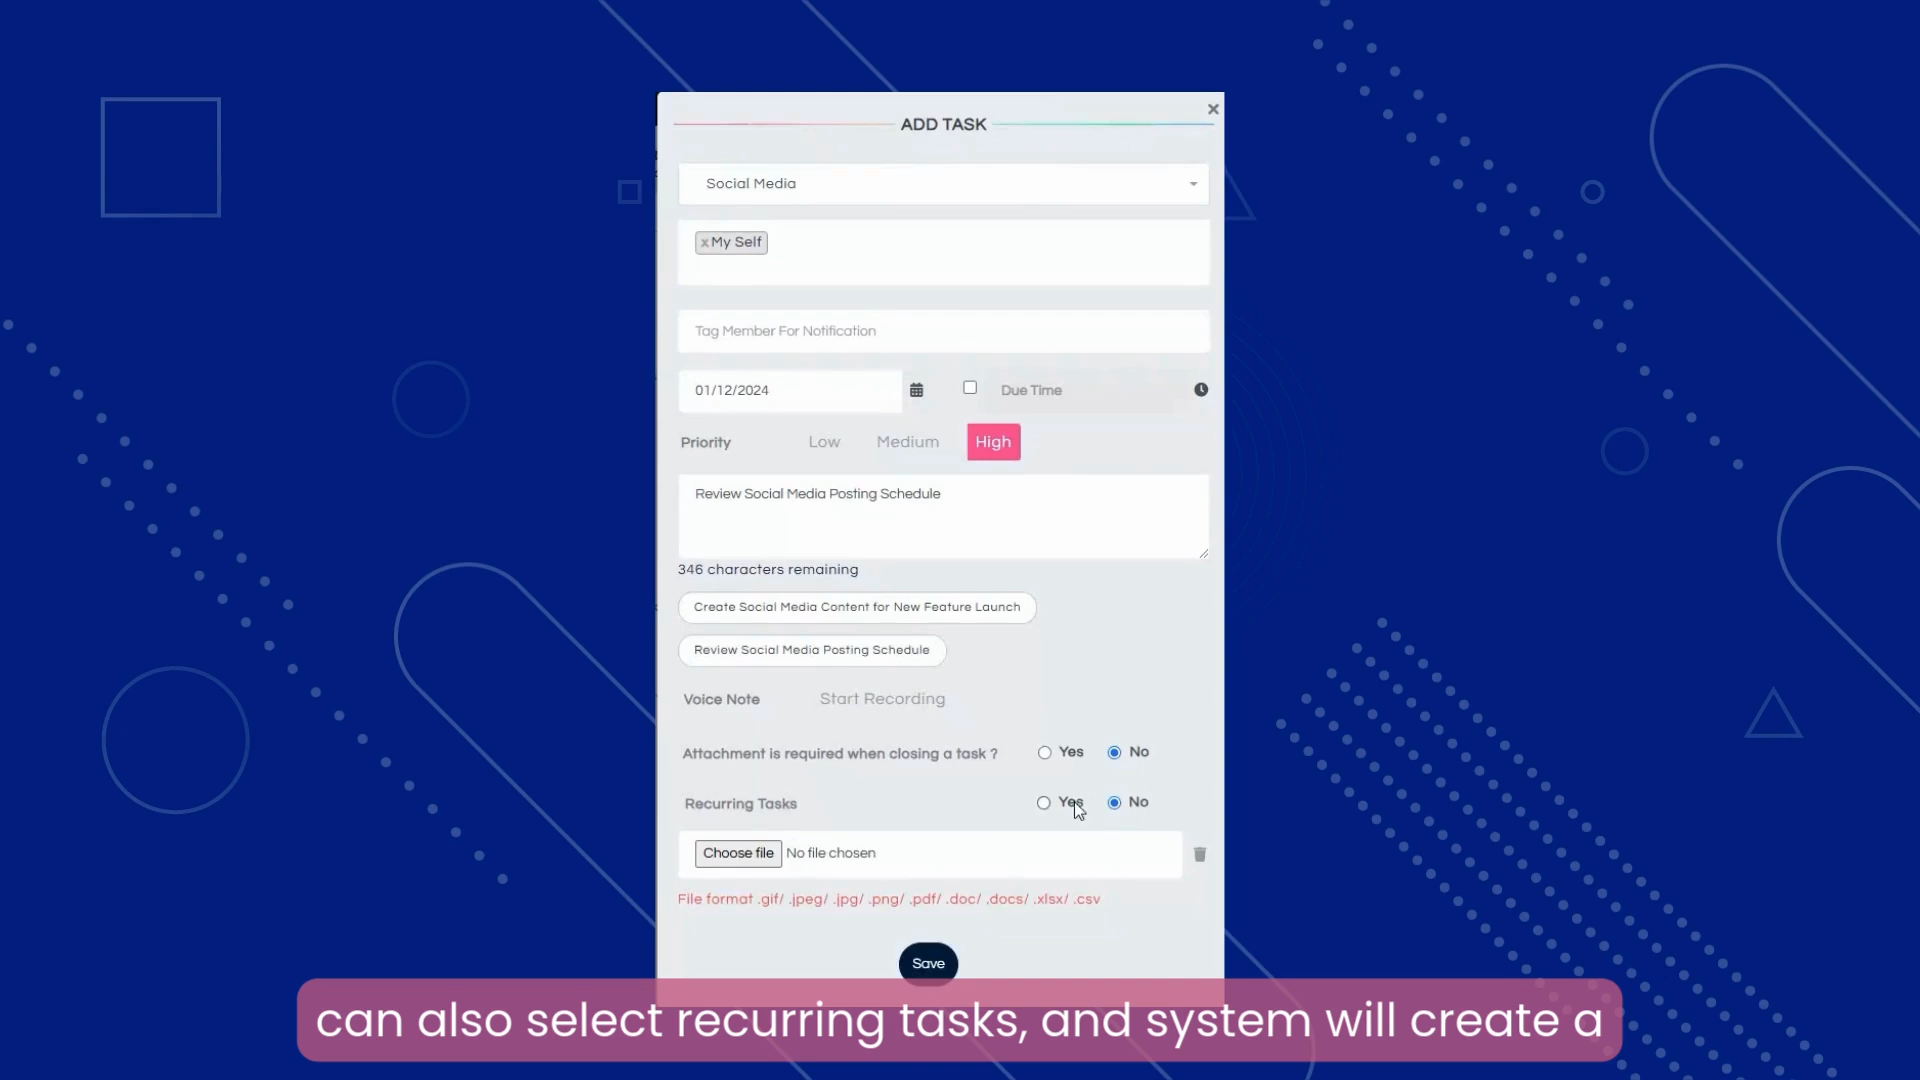 ×
ADD TASK
Social Media
xMy Self
Tag Member For Notification
01/12/2024 Due Time
Priority Low Medium High
Review Social Media Posting Schedule
346 characters remaining
Create Social Media Content for New Feature Launch
Review Social Media Posting Schedule
Voice Note Start Recording
Attachment is required when closing a task ? Yes No
Recurring Tasks Yes No
Choose file No file chosen
File format .gif/ .jpeg/ .jpg/ .png/ .pdf/ .doc/ .docs/ .xlsx/ .csv
Save
can also select recurring tasks, and system will create a